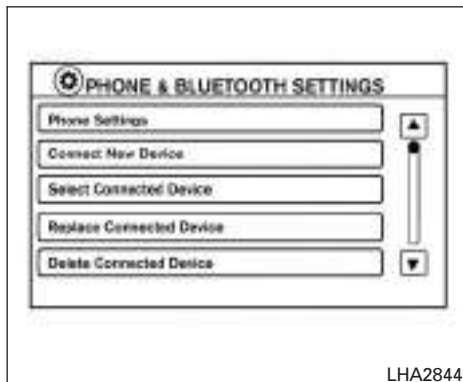 PHONE & BLUETOOTH SETTINGS
Phone Settings
Connect New Device
Select Connected Device
Replace Connected Device
Delete Connected Device
LHA2844